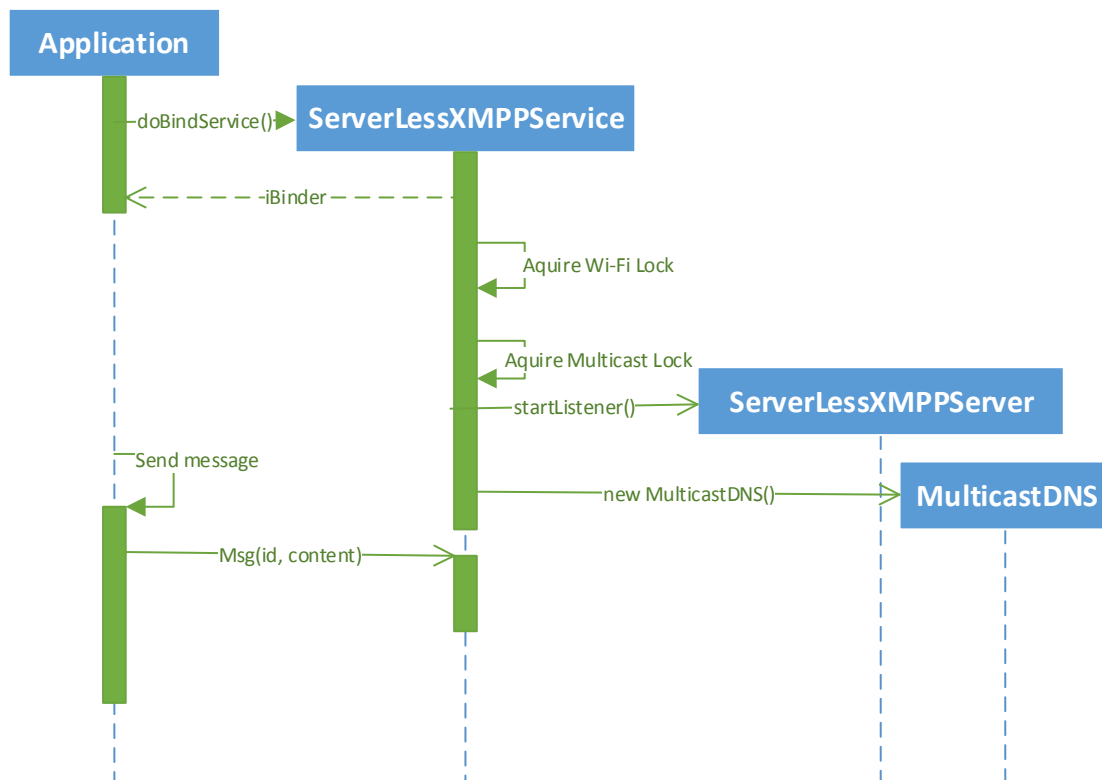 Application
doBindService()
ServerLessXMPPService
iBinder
Aquire Wi-Fi Lock
Aquire Multicast Lock
startListener()
ServerLessXMPPServer
Send message
new MulticastDNS()
MulticastDNS
Msg(id, content)